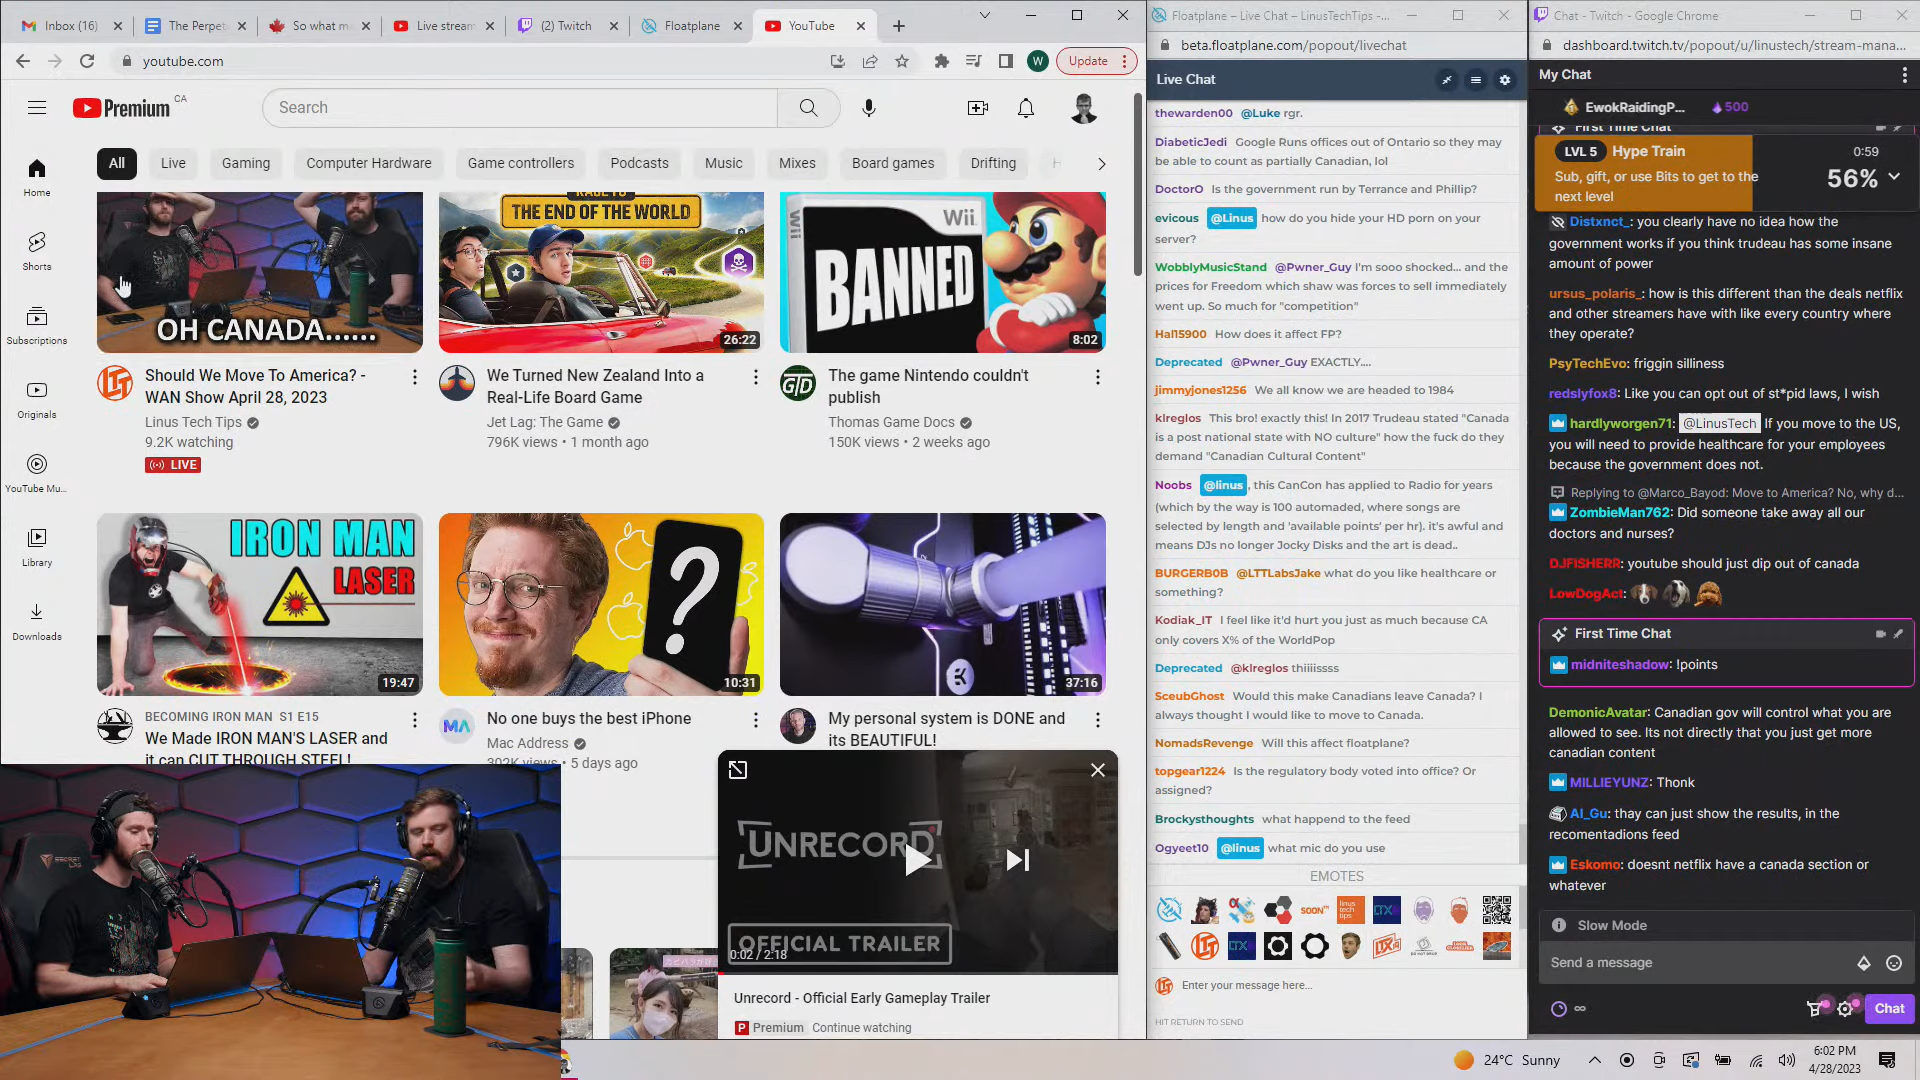 Inbox (16)
The Perpet
So what m
Live stream
(2) Twitch
Floatplane
YouTube
youtube.com
Update
W
Premium
CA
Search
All
Live
Gaming
Computer Hardware
Game controllers
Podcasts
Music
Mixes
Board games
Drifting
Home
Shorts
Subscriptions
Originals
YouTube Mu...
Library
Downloads
OH CANADA......
Should We Move To America? -
WAN Show April 28, 2023
Linus Tech Tips
9.2K watching
LIVE
THE END OF THE WORLD
26:22
We Turned New Zealand Into a
Real-Life Board Game
Jet Lag: The Game
796K views • 1 month ago
Wii
Wii
BANNED
8:02
The game Nintendo couldn't
publish
Thomas Game Docs
150K views • 2 weeks ago
GTD
IRON MAN
LASER
19:47
BECOMING IRON MAN S1 E15
We Made IRON MAN'S LASER and
it can CUT THROUGH STEEL!
?
10:31
MA
No one buys the best iPhone
Mac Address
302K views • 5 days ago
37:16
My personal system is DONE and
its BEAUTIFUL!
UNRECORD
OFFICIAL TRAILER
0:02 / 2:18
Unrecord - Official Early Gameplay Trailer
P Premium Continue watching
SECRET LAB
Floatplane – Live Chat – LinusTechTips -...
beta.floatplane.com/popout/livechat
Live Chat
thewarden00 @Luke rgr.
DiabeticJedi Google Runs offices out of Ontario so they may
be able to count as partially Canadian, lol
DoctorO Is the government run by Terrance and Phillip?
evicous @Linus how do you hide your HD porn on your
server?
WobblyMusicStand @Pwner_Guy I'm sooo shocked... and the
prices for Freedom which shaw was forces to sell immediately
went up. So much for "competition"
Hal15900 How does it affect FP?
Deprecated @Pwner_Guy EXACTLY....
jimmyjones1256 We all know we are headed to 1984
klreglos This bro! exactly this! In 2017 Trudeau stated "Canada
is a post national state with NO culture" how the fuck do they
demand "Canadian Cultural Content"
Noobs @linus , this CanCon has applied to Radio for years
(which by the way is 100 automaded, where songs are
selected by length and 'available points' per hr). it's awful and
means DJs no longer Jocky Disks and the art is dead..
BURGERB0B @LTTLabsJake what do you like healthcare or
something?
Kodiak_IT I feel like it'd hurt you just as much because CA
only covers X% of the WorldPop
Deprecated @klreglos thiiiissss
SceubGhost Would this make Canadians leave Canada? I
always thought I would like to move to Canada.
NomadsRevenge Will this affect floatplane?
topgear1224 Is the regulatory body voted into office? Or
assigned?
Brockysthoughts what happend to the feed
Ogyeet10 @linus what mic do you use
EMOTES
SOON
linus tech tips
LTX
LTX
LTX
Enter your message here...
HIT RETURN TO SEND
Chat - Twitch - Google Chrome
dashboard.twitch.tv/popout/u/linustech/stream-mana...
My Chat
EwokRaidingP...
500
First Time Chat
LVL 5 Hype Train
0:59
Sub, gift, or use Bits to get to the
next level
56%
Distxnct_: you clearly have no idea how the
government works if you think trudeau has some insane
amount of power
ursus_polaris_: how is this different than the deals netflix
and other streamers have with like every country where
they operate?
PsyTechEvo: friggin silliness
redslyfox8: Like you can opt out of st*pid laws, I wish
hardlyworgen71: @LinusTech If you move to the US,
you will need to provide healthcare for your employees
because the government does not.
Replying to @Marco_Bayod: Move to America? No, why d...
ZombieMan762: Did someone take away all our
doctors and nurses?
DJFISHERR: youtube should just dip out of canada
LowDogAct:
First Time Chat
midniteshadow: !points
DemonicAvatar: Canadian gov will control what you are
allowed to see. Its not directly that you just get more
canadian content
MILLIEYUNZ: Thonk
AI_Gu: thay can just show the results, in the
recomentadions feed
Eskomo: doesnt netflix have a canada section or
whatever
Slow Mode
Send a message
Chat
24°C Sunny
6:02 PM
4/28/2023